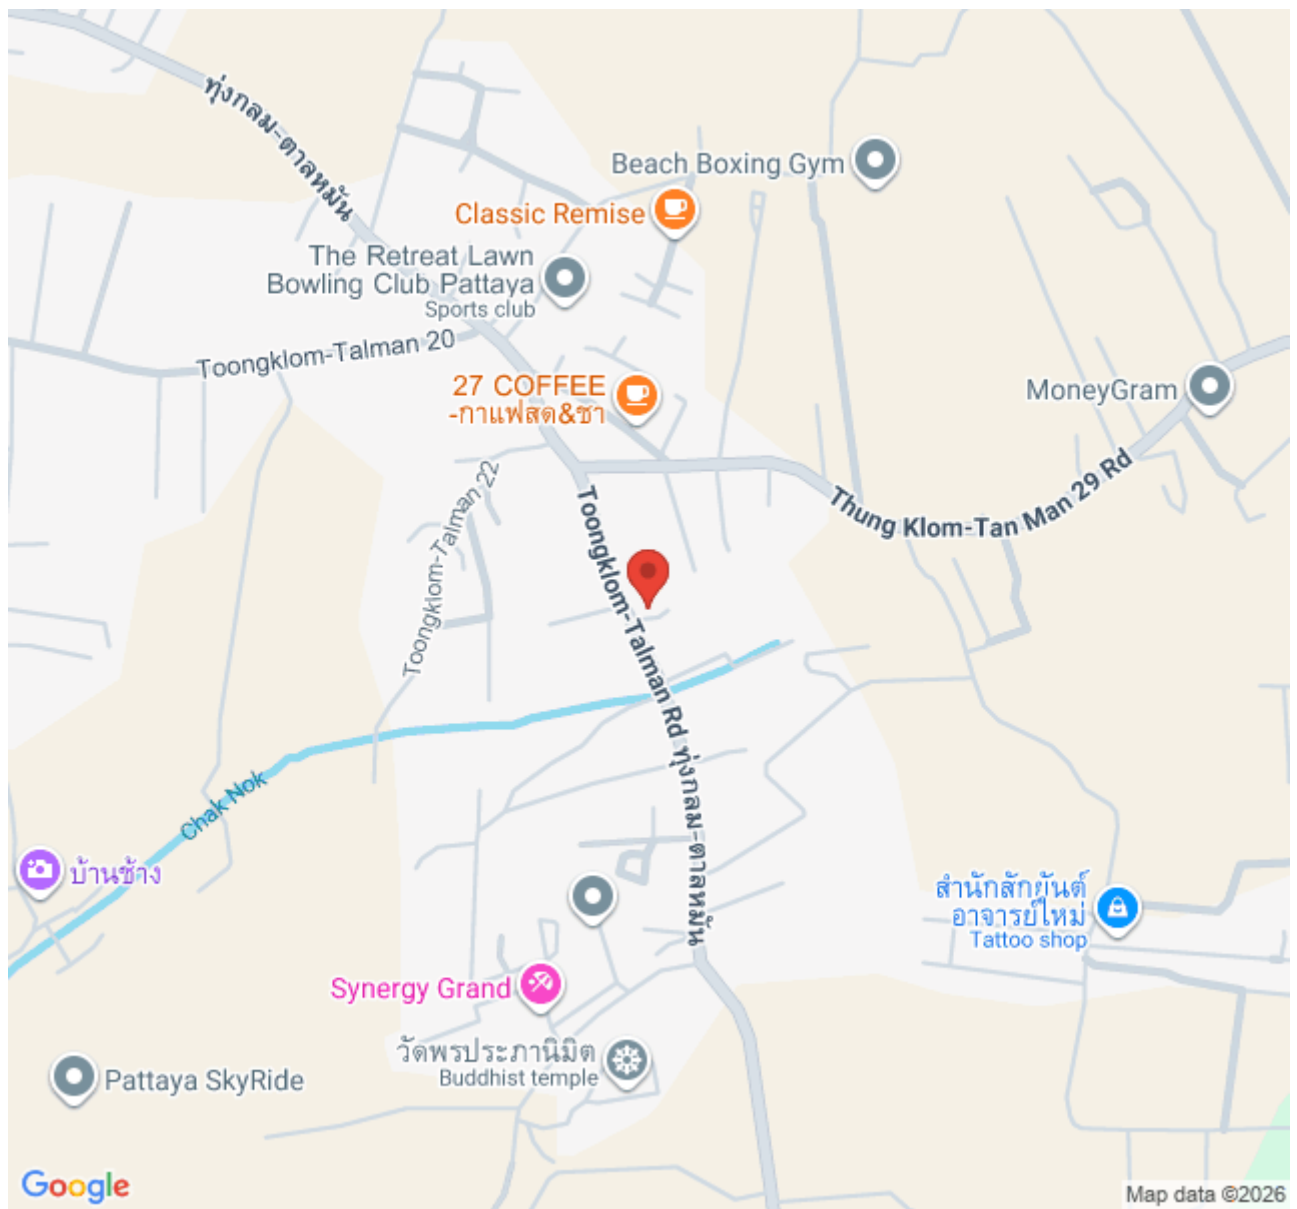 ทุ่งกลม-ตาลหมัน
Beach Boxing Gym
Classic Remise
The Retreat Lawn
Bowling Club Pattaya
Sports club
Toongklom-Talman 20
27 COFFEE
-กาแฟสด&ชา
MoneyGram
Thung Klom-Tan Man 29 Rd
Toongklom-Talman 22
Toongklom-Talman Rd ทุ่งกลม-ตาลหมัน
Chak Nok
บ้านช้าง
สำนักสักยันต์
อาจารย์ใหม่
Tattoo shop
Synergy Grand
วัดพรประภานิมิต
Buddhist temple
Pattaya SkyRide
Google
Map data ©2026